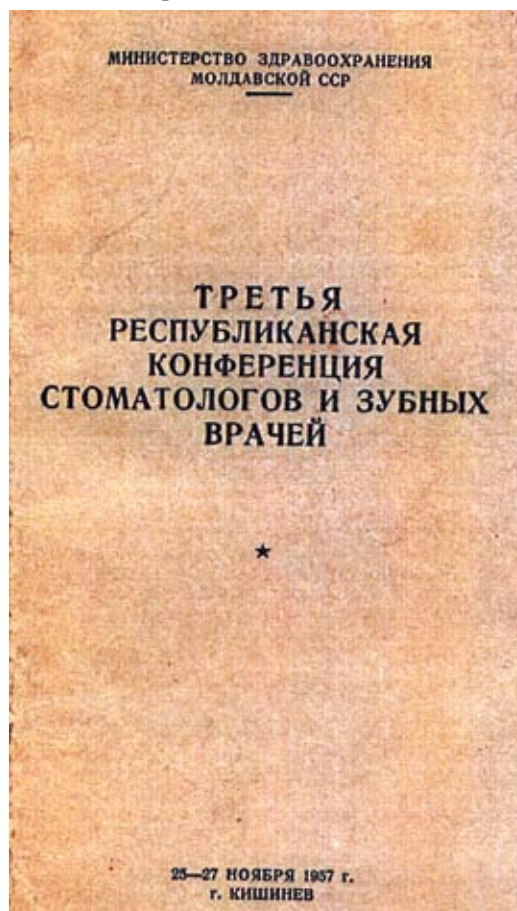 МИНИСТЕРСТВО ЗДРАВООХРАНЕНИЯ
МОЛДАВСКОЙ ССР
ТРЕТЬЯ
РЕСПУБЛИКАНСКАЯ
КОНФЕРЕНЦИЯ
СТОМАТОЛОГОВ И ЗУБНЫХ
ВРАЧЕЙ
★
25—27 НОЯБРЯ 1957 г.
г. КИШИНЕВ